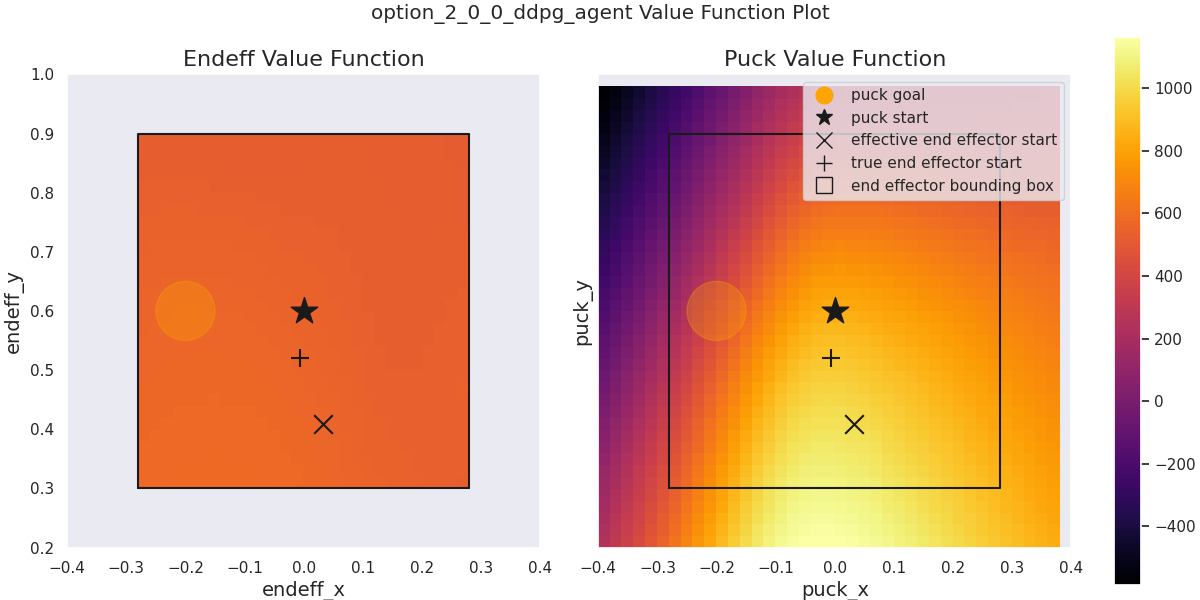 option_2_0_0_ddpg_agent Value Function Plot
Endeff Value Function
Puck Value Function
1.0
0.9
0.8
0.7
0.6
0.5
0.4
0.3
0.2
endeff_y
−0.4 −0.3 −0.2 −0.1 0.0 0.1 0.2 0.3 0.4
endeff_x
puck_y
puck goal
puck start
effective end effector start
true end effector start
end effector bounding box
−0.4 −0.3 −0.2 −0.1 0.0 0.1 0.2 0.3 0.4
puck_x
1000
800
600
400
200
0
−200
−400